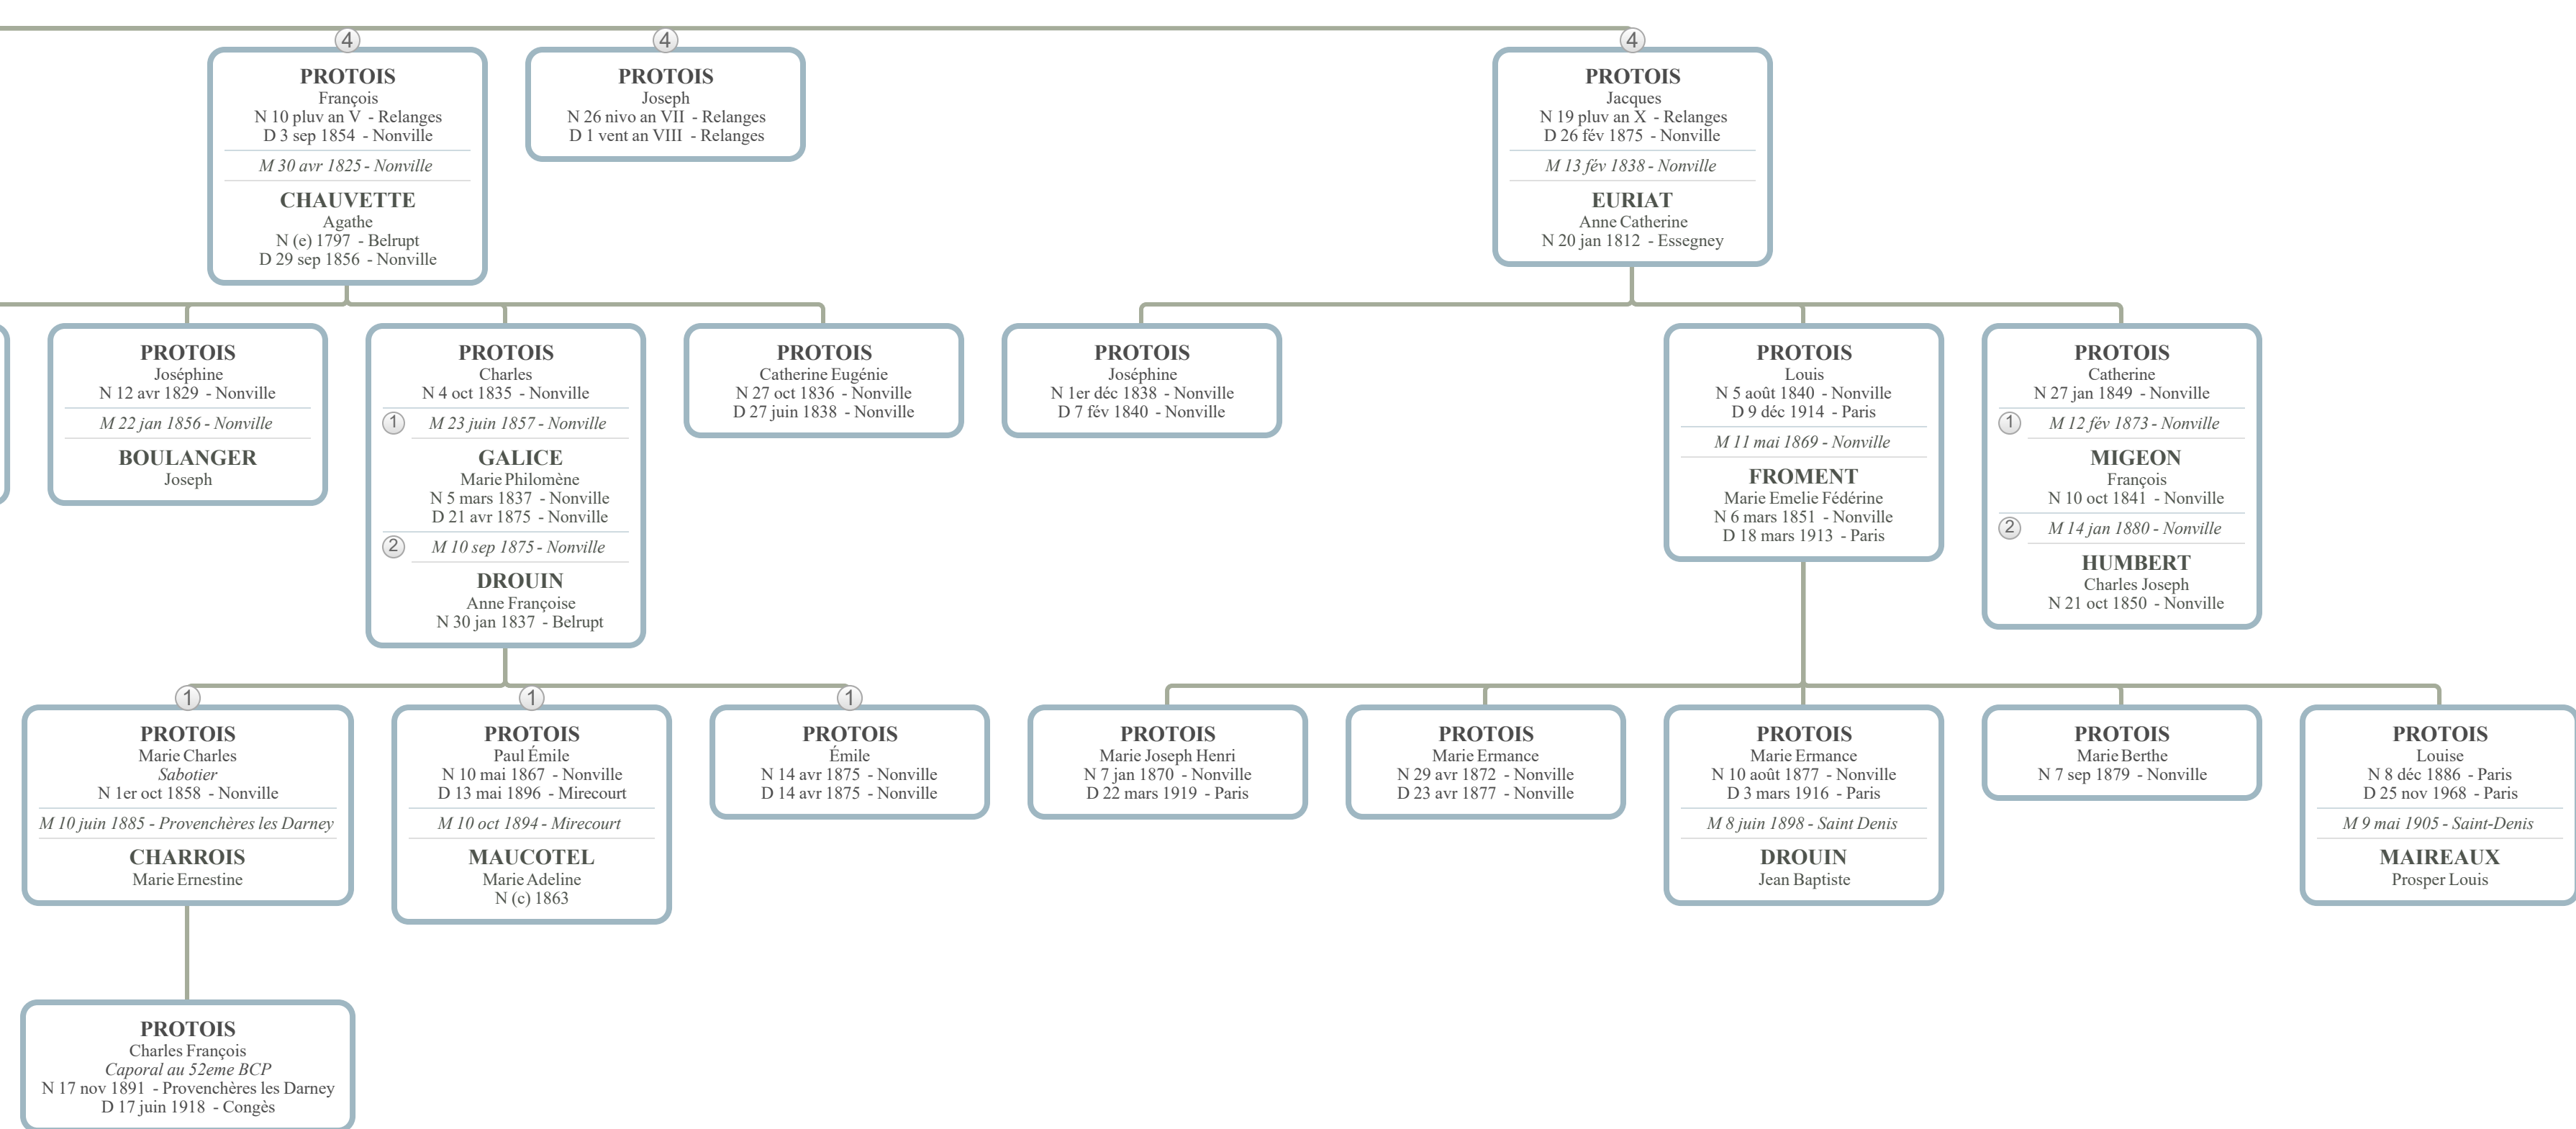 4
PROTOIS
François
N 10 pluv an V - Relanges
D 3 sep 1854 - Nonville
M 30 avr 1825 - Nonville
CHAUVETTE
Agathe
N (e) 1797 - Belrupt
D 29 sep 1856 - Nonville
4
PROTOIS
Joseph
N 26 nivo an VII - Relanges
D 1 vent an VIII - Relanges
4
PROTOIS
Jacques
N 19 pluv an X - Relanges
D 26 fév 1875 - Nonville
M 13 fév 1838 - Nonville
EURIAT
Anne Catherine
N 20 jan 1812 - Essegney
PROTOIS
Joséphine
N 12 avr 1829 - Nonville
M 22 jan 1856 - Nonville
BOULANGER
Joseph
PROTOIS
Charles
N 4 oct 1835 - Nonville
1 M 23 juin 1857 - Nonville
GALICE
Marie Philomène
N 5 mars 1837 - Nonville
D 21 avr 1875 - Nonville
2 M 10 sep 1875 - Nonville
DROUIN
Anne Françoise
N 30 jan 1837 - Belrupt
PROTOIS
Catherine Eugénie
N 27 oct 1836 - Nonville
D 27 juin 1838 - Nonville
PROTOIS
Joséphine
N 1er déc 1838 - Nonville
D 7 fév 1840 - Nonville
PROTOIS
Louis
N 5 août 1840 - Nonville
D 9 déc 1914 - Paris
M 11 mai 1869 - Nonville
FROMENT
Marie Emelie Fédérine
N 6 mars 1851 - Nonville
D 18 mars 1913 - Paris
PROTOIS
Catherine
N 27 jan 1849 - Nonville
1 M 12 fév 1873 - Nonville
MIGEON
François
N 10 oct 1841 - Nonville
2 M 14 jan 1880 - Nonville
HUMBERT
Charles Joseph
N 21 oct 1850 - Nonville
1
PROTOIS
Marie Charles
Sabotier
N 1er oct 1858 - Nonville
M 10 juin 1885 - Provenchères les Darney
CHARROIS
Marie Ernestine
1
PROTOIS
Paul Émile
N 10 mai 1867 - Nonville
D 13 mai 1896 - Mirecourt
M 10 oct 1894 - Mirecourt
MAUCOTEL
Marie Adeline
N (c) 1863
1
PROTOIS
Émile
N 14 avr 1875 - Nonville
D 14 avr 1875 - Nonville
PROTOIS
Marie Joseph Henri
N 7 jan 1870 - Nonville
D 22 mars 1919 - Paris
PROTOIS
Marie Ermance
N 29 avr 1872 - Nonville
D 23 avr 1877 - Nonville
PROTOIS
Marie Ermance
N 10 août 1877 - Nonville
D 3 mars 1916 - Paris
M 8 juin 1898 - Saint Denis
DROUIN
Jean Baptiste
PROTOIS
Marie Berthe
N 7 sep 1879 - Nonville
PROTOIS
Louise
N 8 déc 1886 - Paris
D 25 nov 1968 - Paris
M 9 mai 1905 - Saint-Denis
MAIREAUX
Prosper Louis
PROTOIS
Charles François
Caporal au 52eme BCP
N 17 nov 1891 - Provenchères les Darney
D 17 juin 1918 - Congès